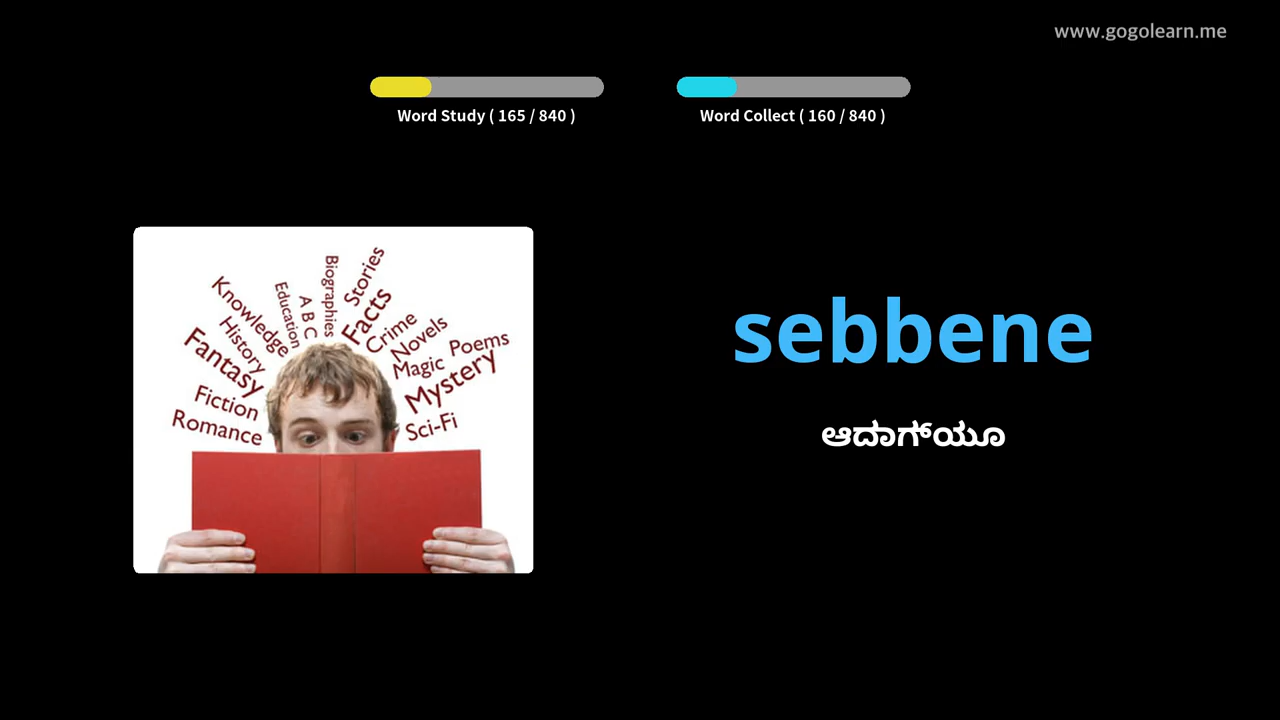 www.gogolearn.me
Word Study ( 165 / 840 )
Word Collect ( 160 / 840 )
Stories
Biographies
Facts
A B C
Education
Knowledge
Crime
Novels
History
Poems
Fantasy
Magic
Mystery
Fiction
Sci-Fi
Romance
sebbene
ಆದಾಗ್‌ಯೂ